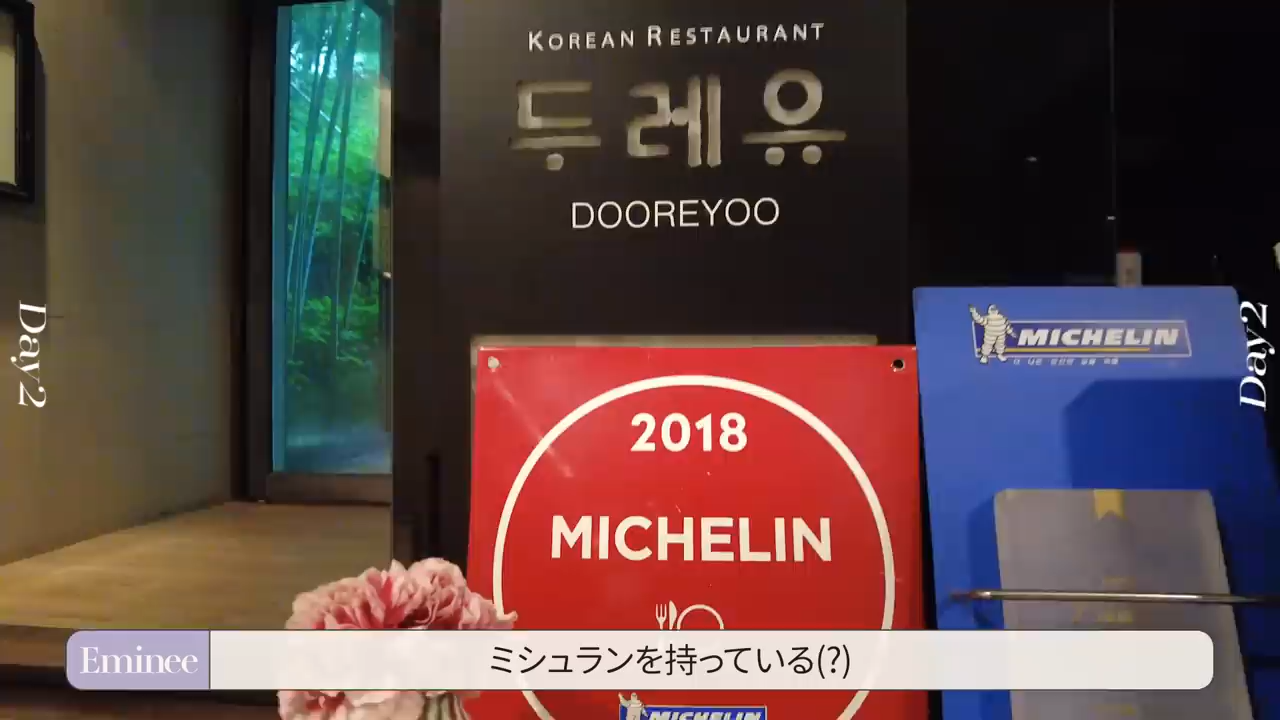 KOREAN RESTAURANT
두레유
DOOREYOO
Day2
Day2
MICHELIN
2018
MICHELIN
Eminee
ミシュランを持っている(?)
MICHELIN